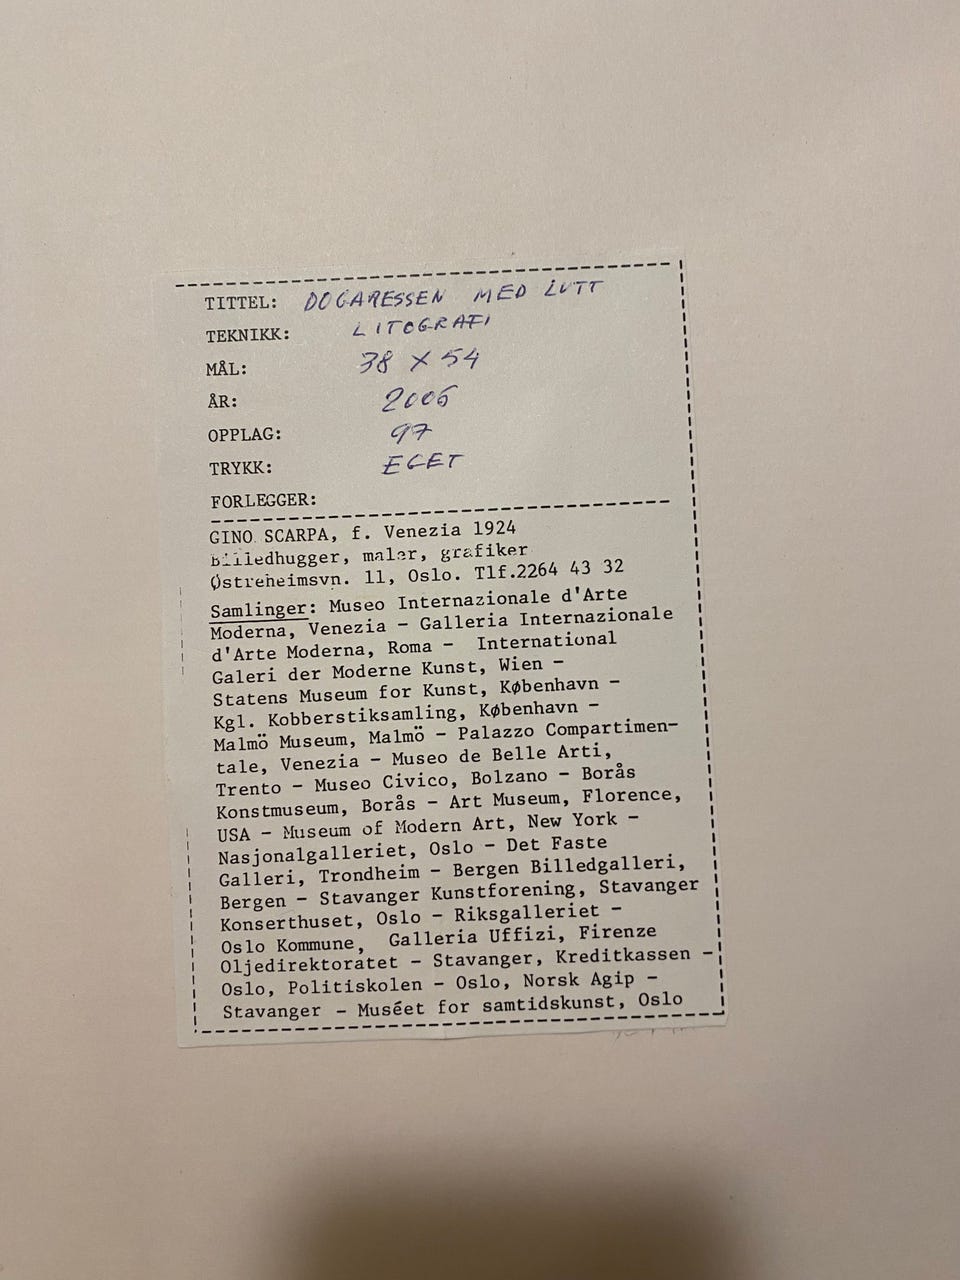 TITTEL: DOGARESSEN MED LUTT
TEKNIKK: LITOGRAFI
MÅL: 38 X 54
ÅR: 2006
OPPLAG: 97
TRYKK: EGET
FORLEGGER:
GINO SCARPA, f. Venezia 1924
billedhugger, maler, grafiker
Østreheimsvn. 11, Oslo. Tlf.2264 43 32
Samlinger: Museo Internazionale d'Arte
Moderna, Venezia - Galleria Internazionale
d'Arte Moderna, Roma - International
Galeri der Moderne Kunst, Wien -
Statens Museum for Kunst, København -
Kgl. Kobberstiksamling, København -
Malmö Museum, Malmö - Palazzo Compartimen-
tale, Venezia - Museo de Belle Arti,
Trento - Museo Civico, Bolzano - Borås
Konstmuseum, Borås - Art Museum, Florence,
USA - Museum of Modern Art, New York -
Nasjonalgalleriet, Oslo - Det Faste
Galleri, Trondheim - Bergen Billedgalleri,
Bergen - Stavanger Kunstforening, Stavanger
Konserthuset, Oslo - Riksgalleriet -
Oslo Kommune, Galleria Uffizi, Firenze
Oljedirektoratet - Stavanger, Kreditkassen -
Oslo, Politiskolen - Oslo, Norsk Agip -
Stavanger - Muséet for samtidskunst, Oslo